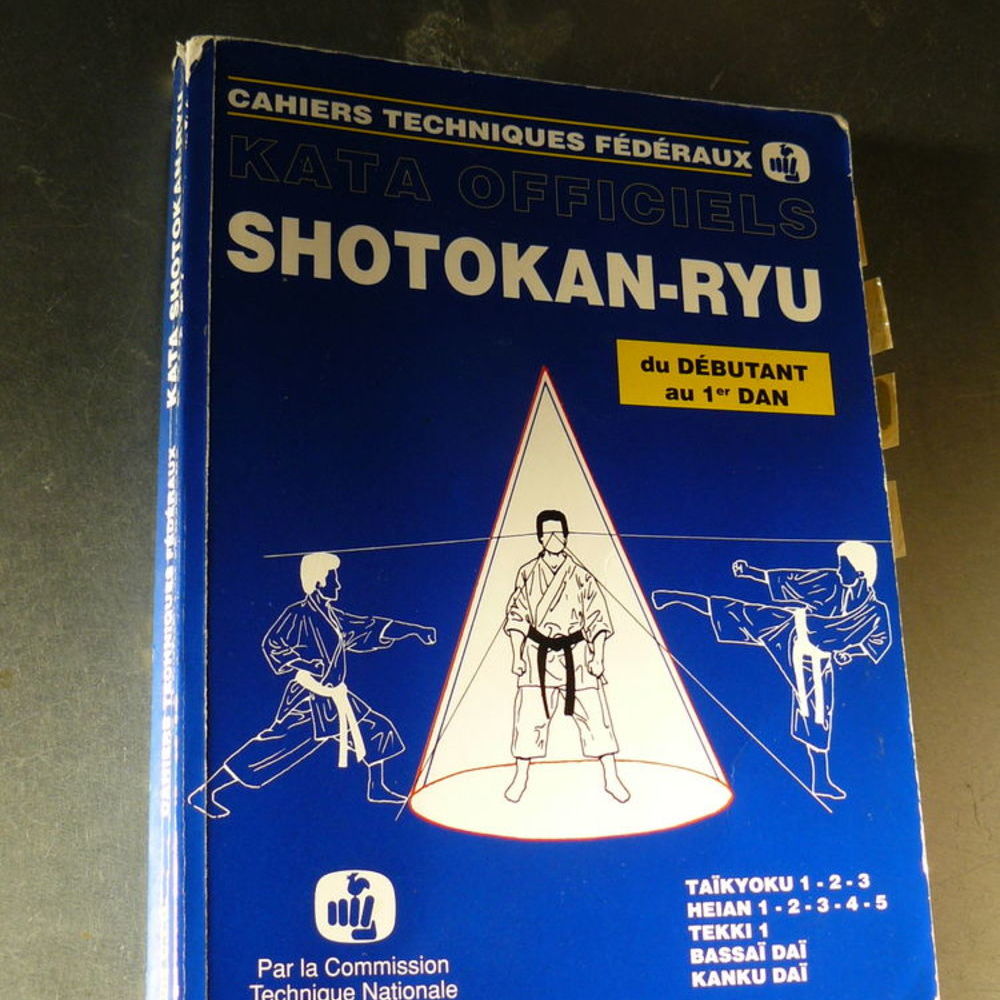 CAHIERS TECHNIQUES FÉDÉRAUX
KATA OFFICIELS
SHOTOKAN-RYU
du DÉBUTANT
au 1er DAN
TAÏKYOKU 1 - 2 - 3
HEIAN 1 - 2 - 3 - 4 - 5
TEKKI 1
BASSAÏ DAÏ
KANKU DAÏ
Par la Commission
Technique Nationale
KATA SHOTOKAN-RYU
CAHIERS TECHNIQUES FÉDÉRAUX